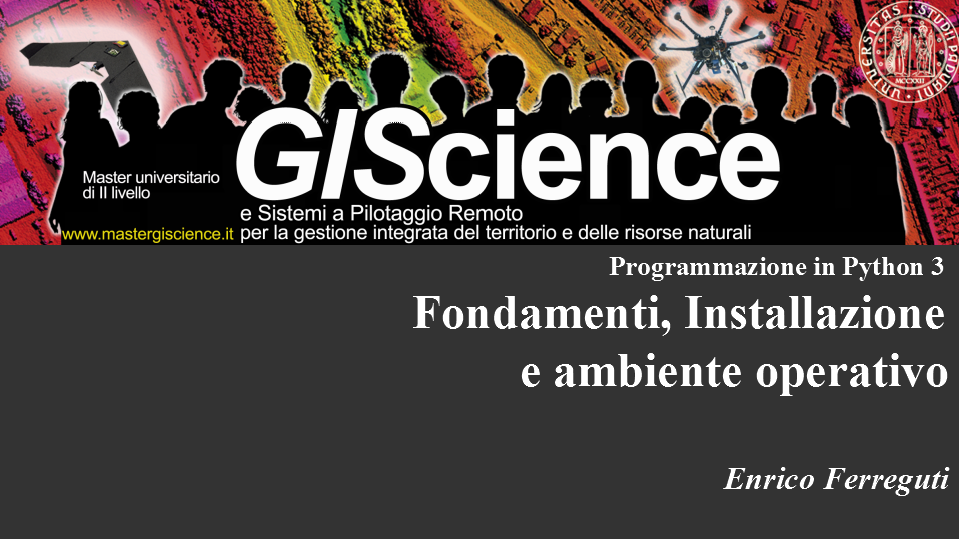 UNIVERSITAS STUDII PADUANI
MCCXXII
GIScience
Master universitario
di II livello
e Sistemi a Pilotaggio Remoto
www.mastergiscience.it per la gestione integrata del territorio e delle risorse naturali
Programmazione in Python 3
Fondamenti, Installazione
e ambiente operativo
Enrico Ferreguti